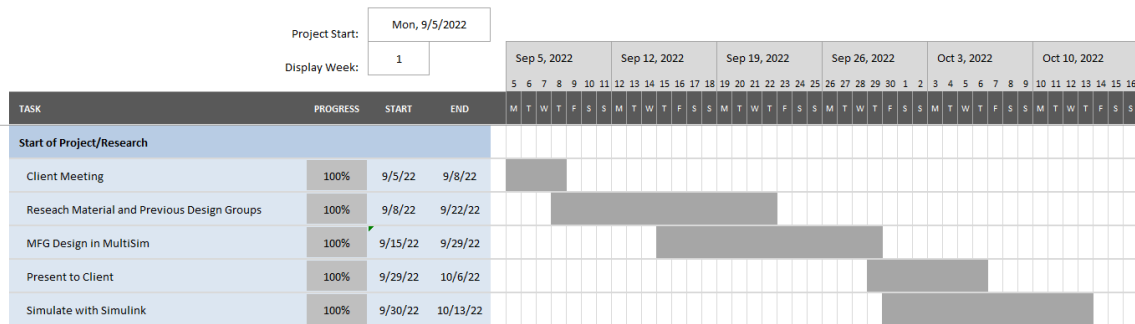 Project Start: Mon, 9/5/2022
Display Week: 1
Sep 5, 2022 Sep 12, 2022 Sep 19, 2022 Sep 26, 2022 Oct 3, 2022 Oct 10, 2022
5 6 7 8 9 10 11 12 13 14 15 16 17 18 19 20 21 22 23 24 25 26 27 28 29 30 1 2 3 4 5 6 7 8 9 10 11 12 13 14 15 16
TASK PROGRESS START END M T W T F S S M T W T F S S M T W T F S S M T W T F S S M T W T F S S M T W T F S S
Start of Project/Research
Client Meeting 100% 9/5/22 9/8/22
Reseach Material and Previous Design Groups 100% 9/8/22 9/22/22
MFG Design in MultiSim 100% 9/15/22 9/29/22
Present to Client 100% 9/29/22 10/6/22
Simulate with Simulink 100% 9/30/22 10/13/22